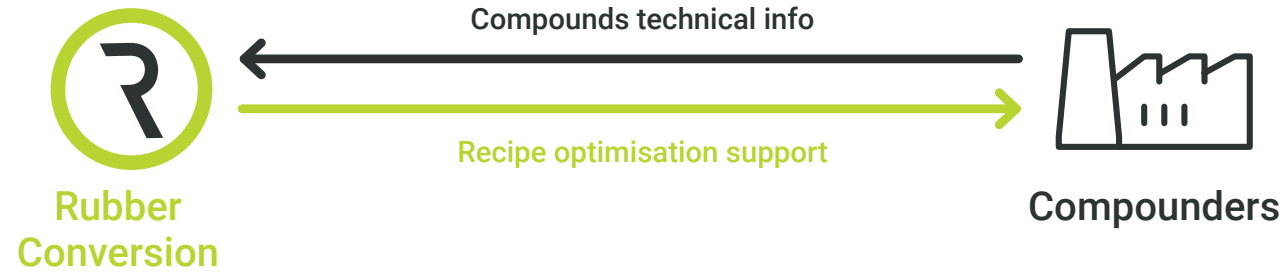 Compounds technical info
R
Recipe optimisation support
Rubber
Conversion
Compounders